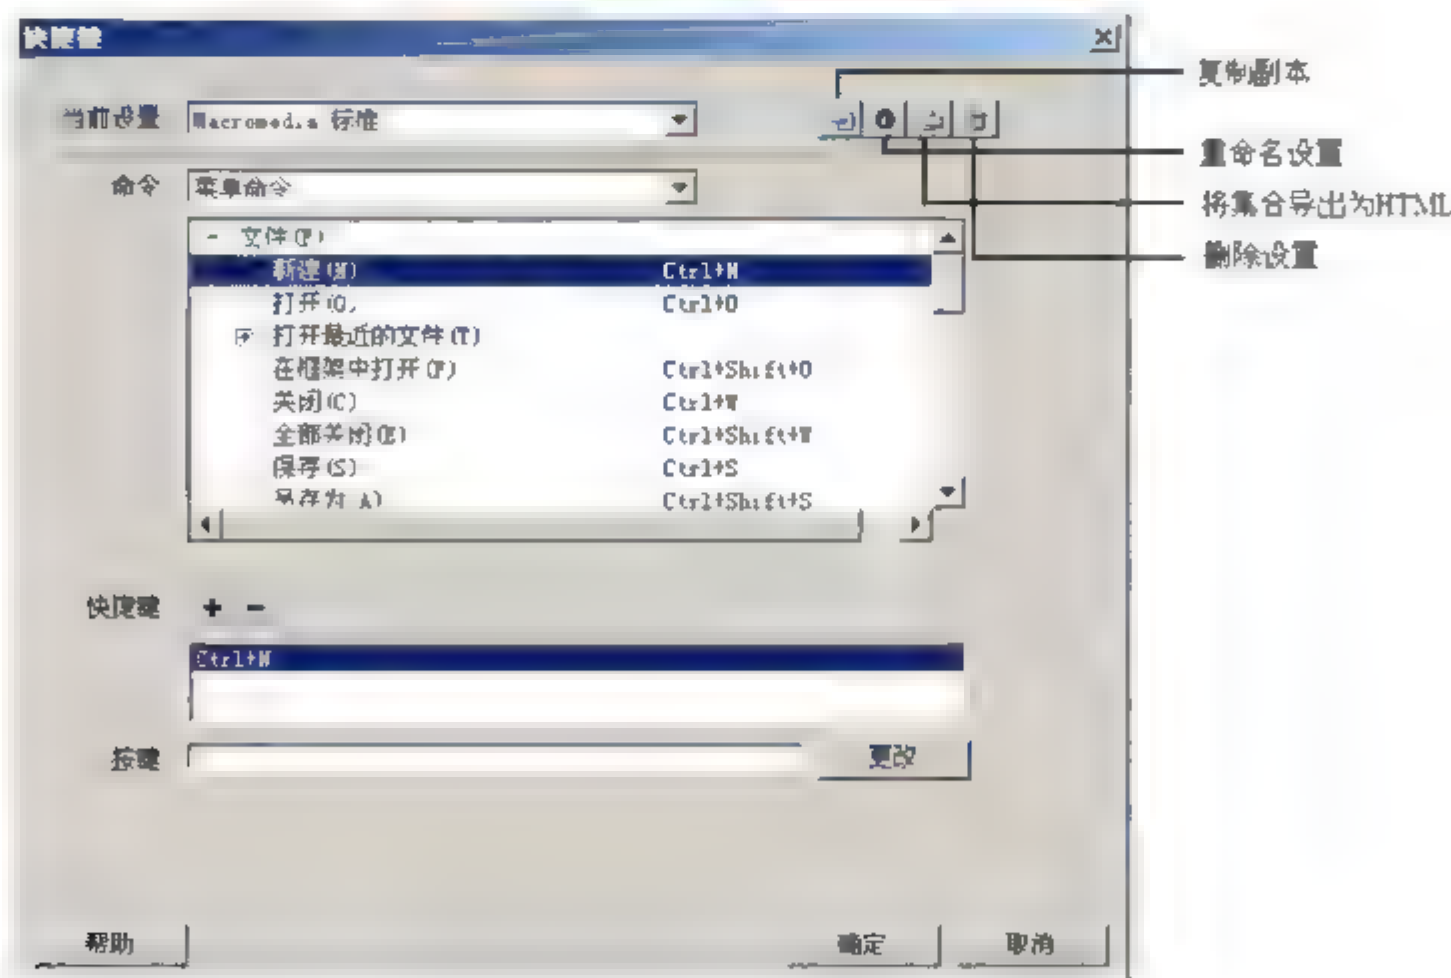 快捷键
复制副本
当前设置 Macromedia 标准
重命名设置
命令 菜单命令
将集合导出为HTML
- 文件(F)
删除设置
新建(N) Ctrl+N
打开(O) Ctrl+O
+ 打开最近的文件(T)
在框架中打开(F) Ctrl+Shift+O
关闭(C) Ctrl+W
全部关闭(E) Ctrl+Shift+W
保存(S) Ctrl+S
另存为(A) Ctrl+Shift+S
快捷键 + -
Ctrl+N
按键 更改
帮助 确定 取消